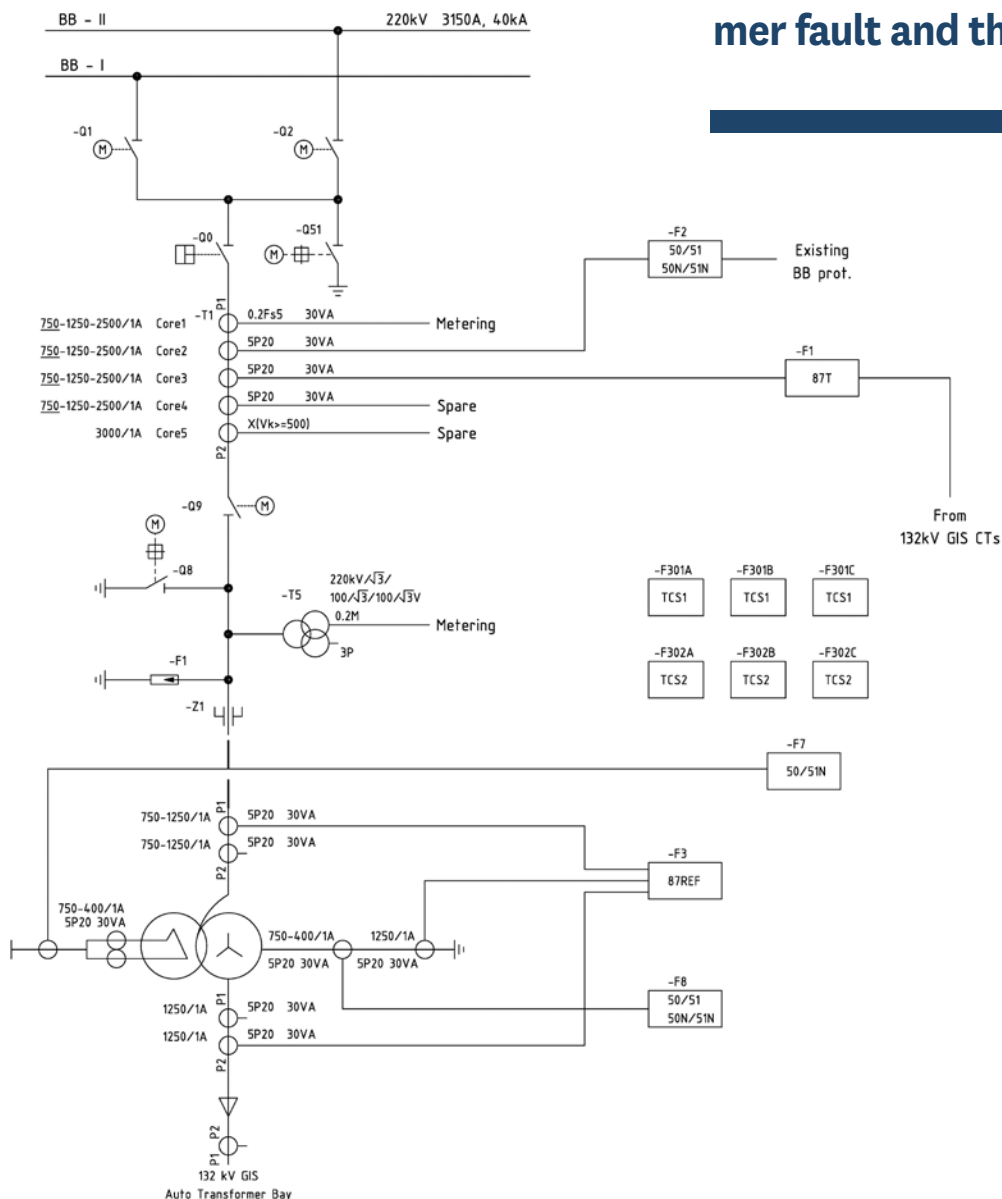 BB - II
220kV 3150A, 40kA
mer fault and th
BB - I
-Q1
M
-Q2
M
-Q0
-Q51
M
-F2
50/51
50N/51N
Existing
BB prot.
P1
-T1
750-1250-2500/1A Core1
0.2Fs5 30VA
Metering
750-1250-2500/1A Core2
5P20 30VA
750-1250-2500/1A Core3
5P20 30VA
-F1
87T
750-1250-2500/1A Core4
5P20 30VA
Spare
3000/1A Core5
X(Vk>=500)
Spare
P2
-Q9
M
From
132kV GIS CTs
M
-Q8
-T5
220kV/√3/
100/√3/100/√3V
0.2M
Metering
3P
-F301A
TCS1
-F301B
TCS1
-F301C
TCS1
-F302A
TCS2
-F302B
TCS2
-F302C
TCS2
-F1
-Z1
-F7
50/51N
P1
750-1250/1A
5P20 30VA
750-1250/1A
5P20 30VA
P2
-F3
87REF
750-400/1A
5P20 30VA
750-400/1A
5P20 30VA
1250/1A
5P20 30VA
-F8
50/51
50N/51N
P1
1250/1A
5P20 30VA
1250/1A
5P20 30VA
P2
P2
P1
132 kV GIS
Auto Transformer Bay